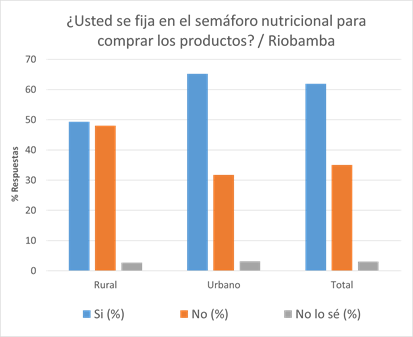 ¿Usted se fija en el semáforo nutricional para
comprar los productos? / Riobamba
70
60
50
40
30
20
10
0
% Respuestas
Rural Urbano Total
Si (%) No (%) No lo sé (%)